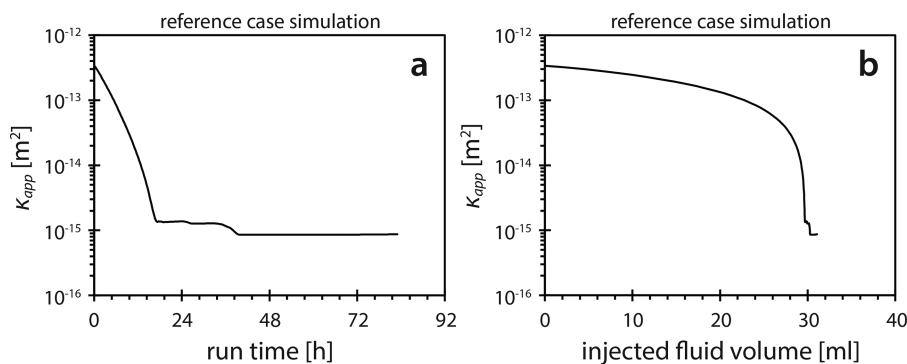 reference case simulation
a
10⁻¹²
10⁻¹³
10⁻¹⁴
10⁻¹⁵
10⁻¹⁶
κapp [m²]
0 24 48 72 92
run time [h]
reference case simulation
b
10⁻¹²
10⁻¹³
10⁻¹⁴
10⁻¹⁵
10⁻¹⁶
κapp [m²]
0 10 20 30 40
injected fluid volume [ml]